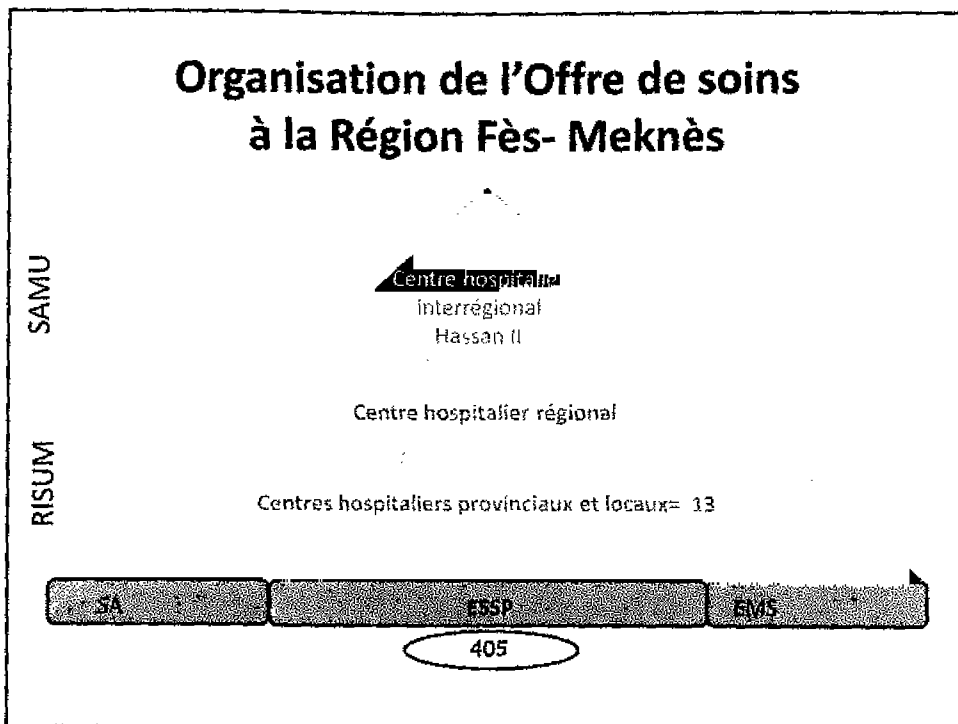 Organisation de l'Offre de soins
à la Région Fès- Meknès
SAMU
Centre hospitalier
interrégional
Hassan II
Centre hospitalier régional
RISUM
Centres hospitaliers provinciaux et locaux= 13
SA
ESSP
EMS
405